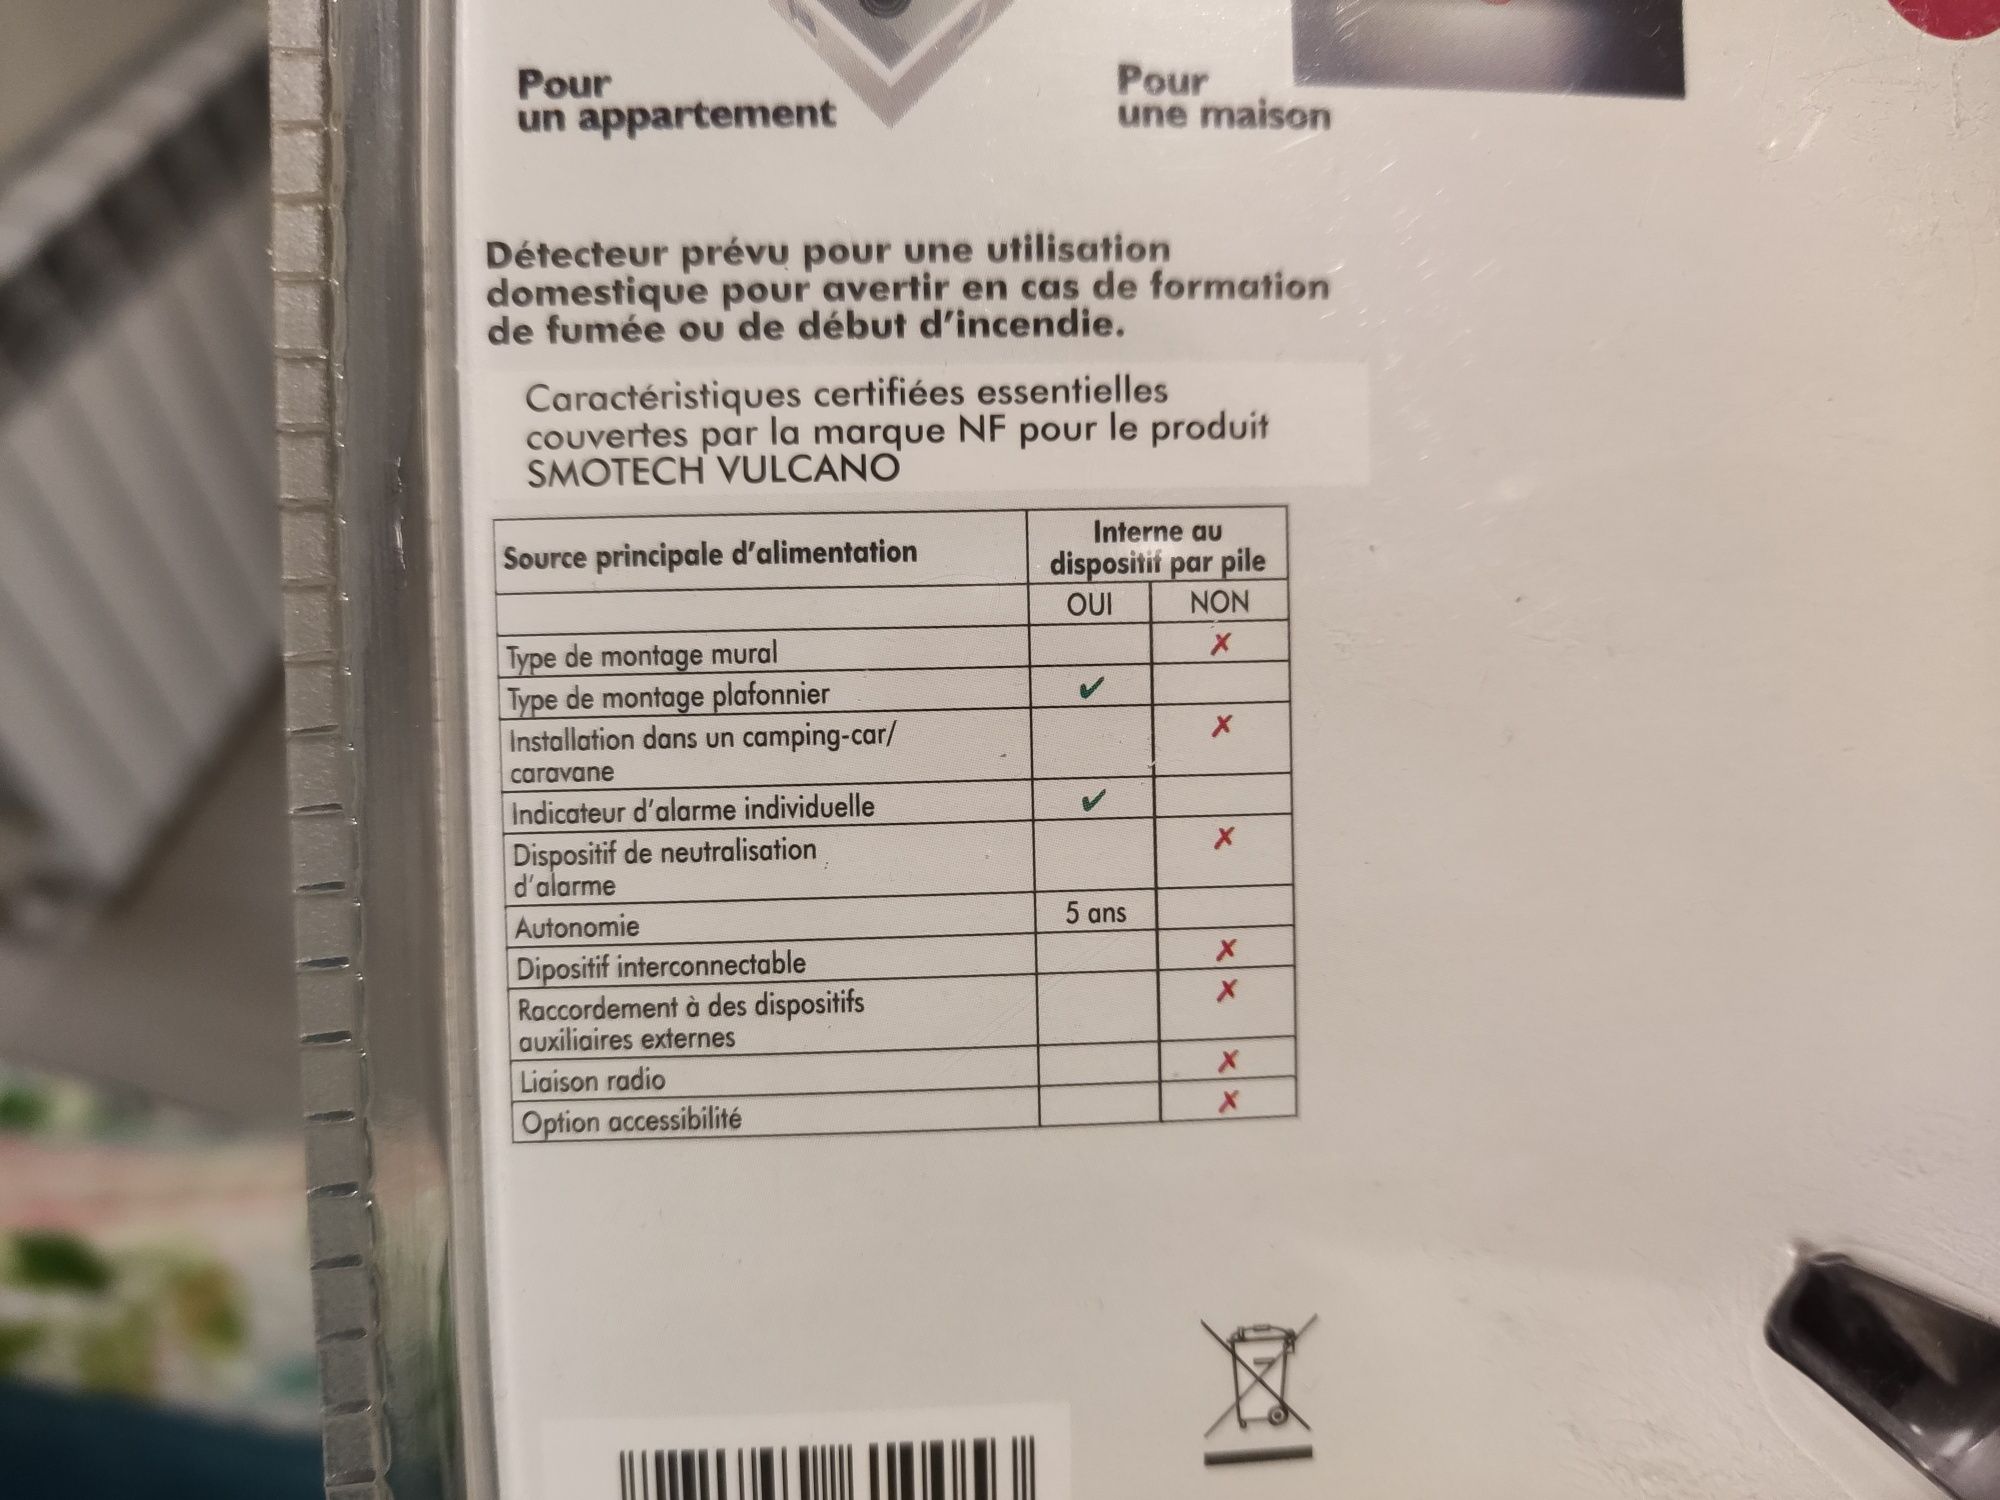 Pour
un appartement
Pour
une maison
Détecteur prévu pour une utilisation
domestique pour avertir en cas de formation
de fumée ou de début d'incendie.
Caractéristiques certifiées essentielles
couvertes par la marque NF pour le produit
SMOTECH VULCANO
Source principale d'alimentation
Interne au
dispositif par pile
OUI NON
Type de montage mural ✗
Type de montage plafonnier ✔
Installation dans un camping-car/ ✗
caravane
Indicateur d'alarme individuelle ✔
Dispositif de neutralisation ✗
d'alarme
Autonomie 5 ans
Dipositif interconnectable ✗
Raccordement à des dispositifs ✗
auxiliaires externes
Liaison radio ✗
Option accessibilité ✗